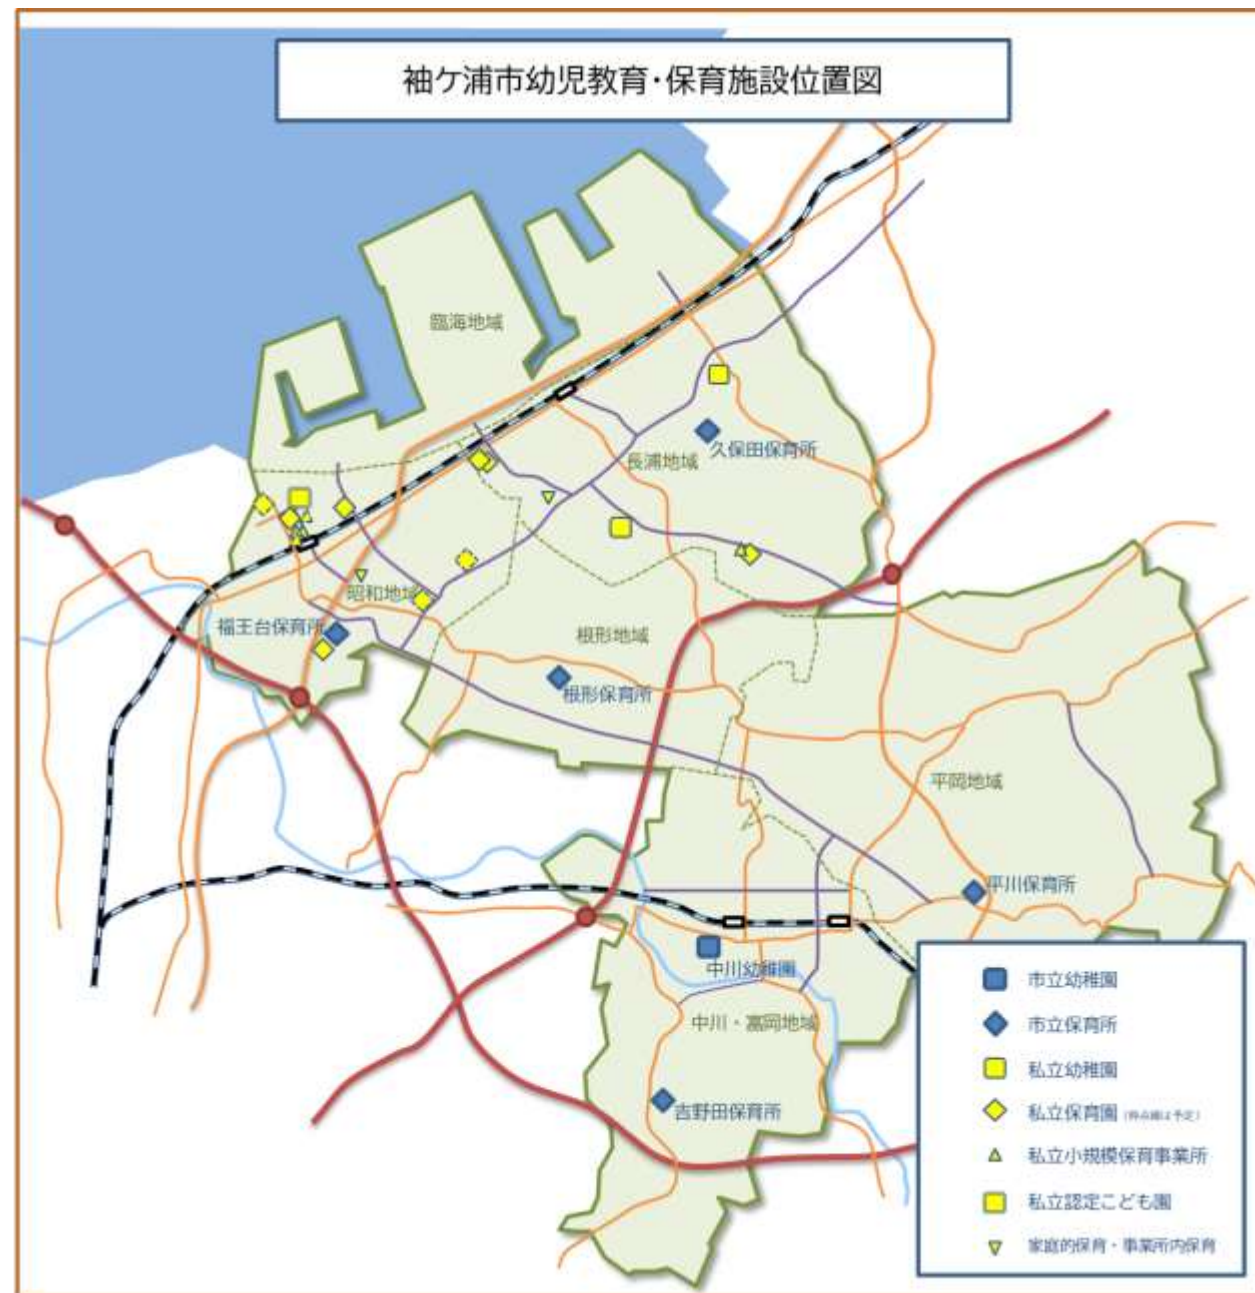 袖ケ浦市幼児教育・保育施設位置図
臨海地域
久保田保育所
長浦地域
昭和地域
福王台保育所
根形地域
根形保育所
平岡地域
平川保育所
中川幼稚園
中川・富岡地域
吉野田保育所
市立幼稚園
市立保育所
私立幼稚園
私立保育園
私立小規模保育事業所
私立認定こども園
家庭的保育・事業所内保育